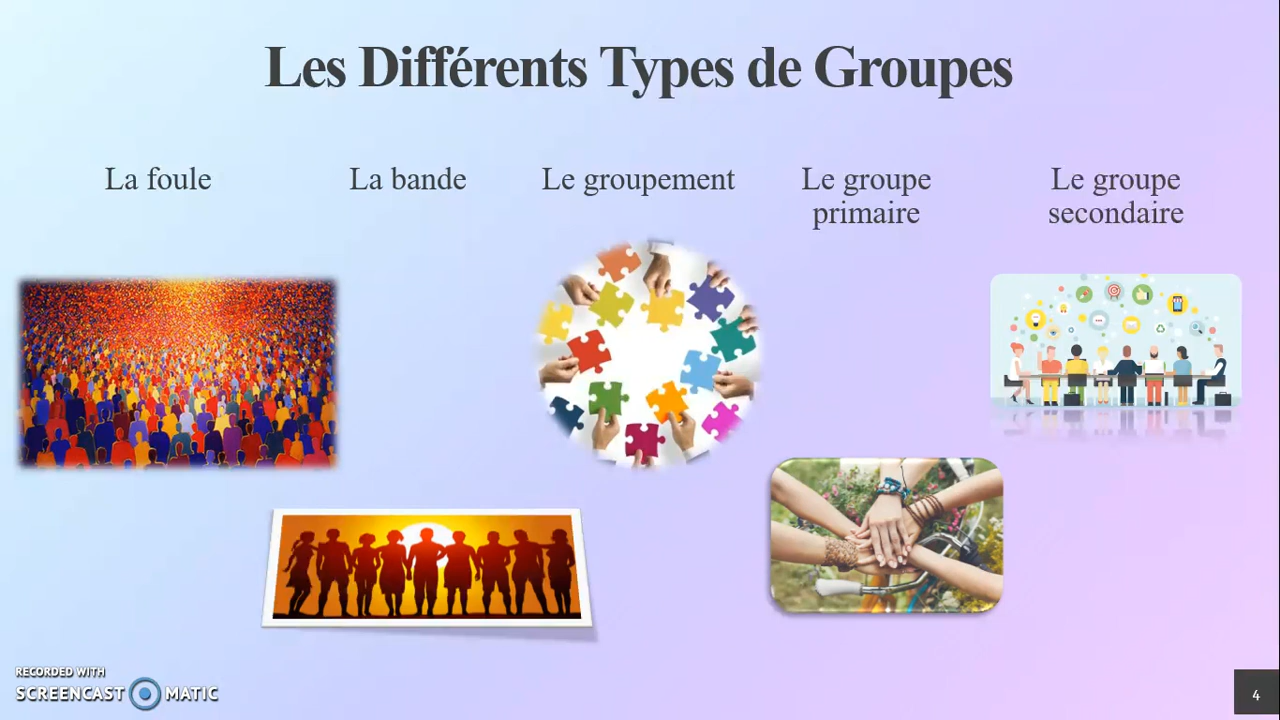 Les Différents Types de Groupes
La foule
La bande
Le groupement
Le groupe
primaire
Le groupe
secondaire
RECORDED WITH
SCREENCAST MATIC
4